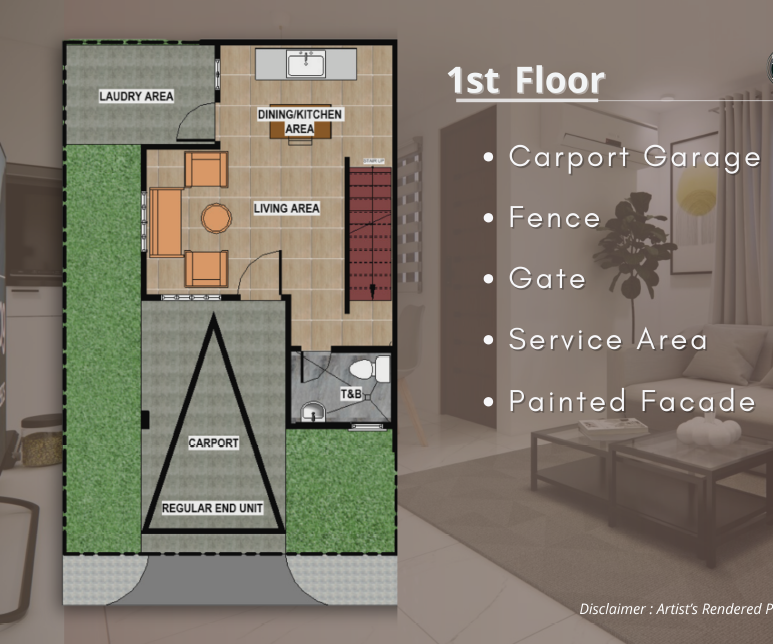 1st Floor
LAUDRY AREA
DINING/KITCHEN
AREA
LIVING AREA
T&B
CARPORT
REGULAR END UNIT
• Carport Garage
• Fence
• Gate
• Service Area
• Painted Facade
Disclaimer : Artist's Rendered P